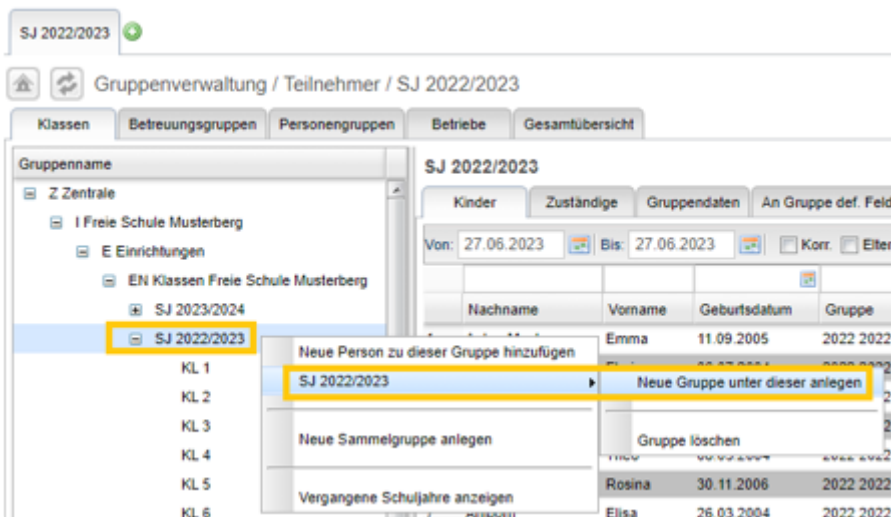 SJ 2022/2023
Gruppenverwaltung / Teilnehmer / SJ 2022/2023
Klassen Betreuungsgruppen Personengruppen Betriebe Gesamtübersicht
Gruppenname
Z Zentrale
I Freie Schule Musterberg
E Einrichtungen
EN Klassen Freie Schule Musterberg
SJ 2023/2024
SJ 2022/2023
KL 1
KL 2
KL 3
KL 4
KL 5
KL 6
SJ 2022/2023
Kinder Zuständige Gruppendaten An Gruppe def. Feld
Von: 27.06.2023 Bis: 27.06.2023 Korr. Elter
Nachname Vorname Geburtsdatum Gruppe
Emma 11.09.2005 2022 2022
Rosina 30.11.2006 2022 2022
Elisa 26.03.2004 2022 2022
Neue Person zu dieser Gruppe hinzufügen
SJ 2022/2023
Neue Sammelgruppe anlegen
Vergangene Schuljahre anzeigen
Neue Gruppe unter dieser anlegen
Gruppe löschen